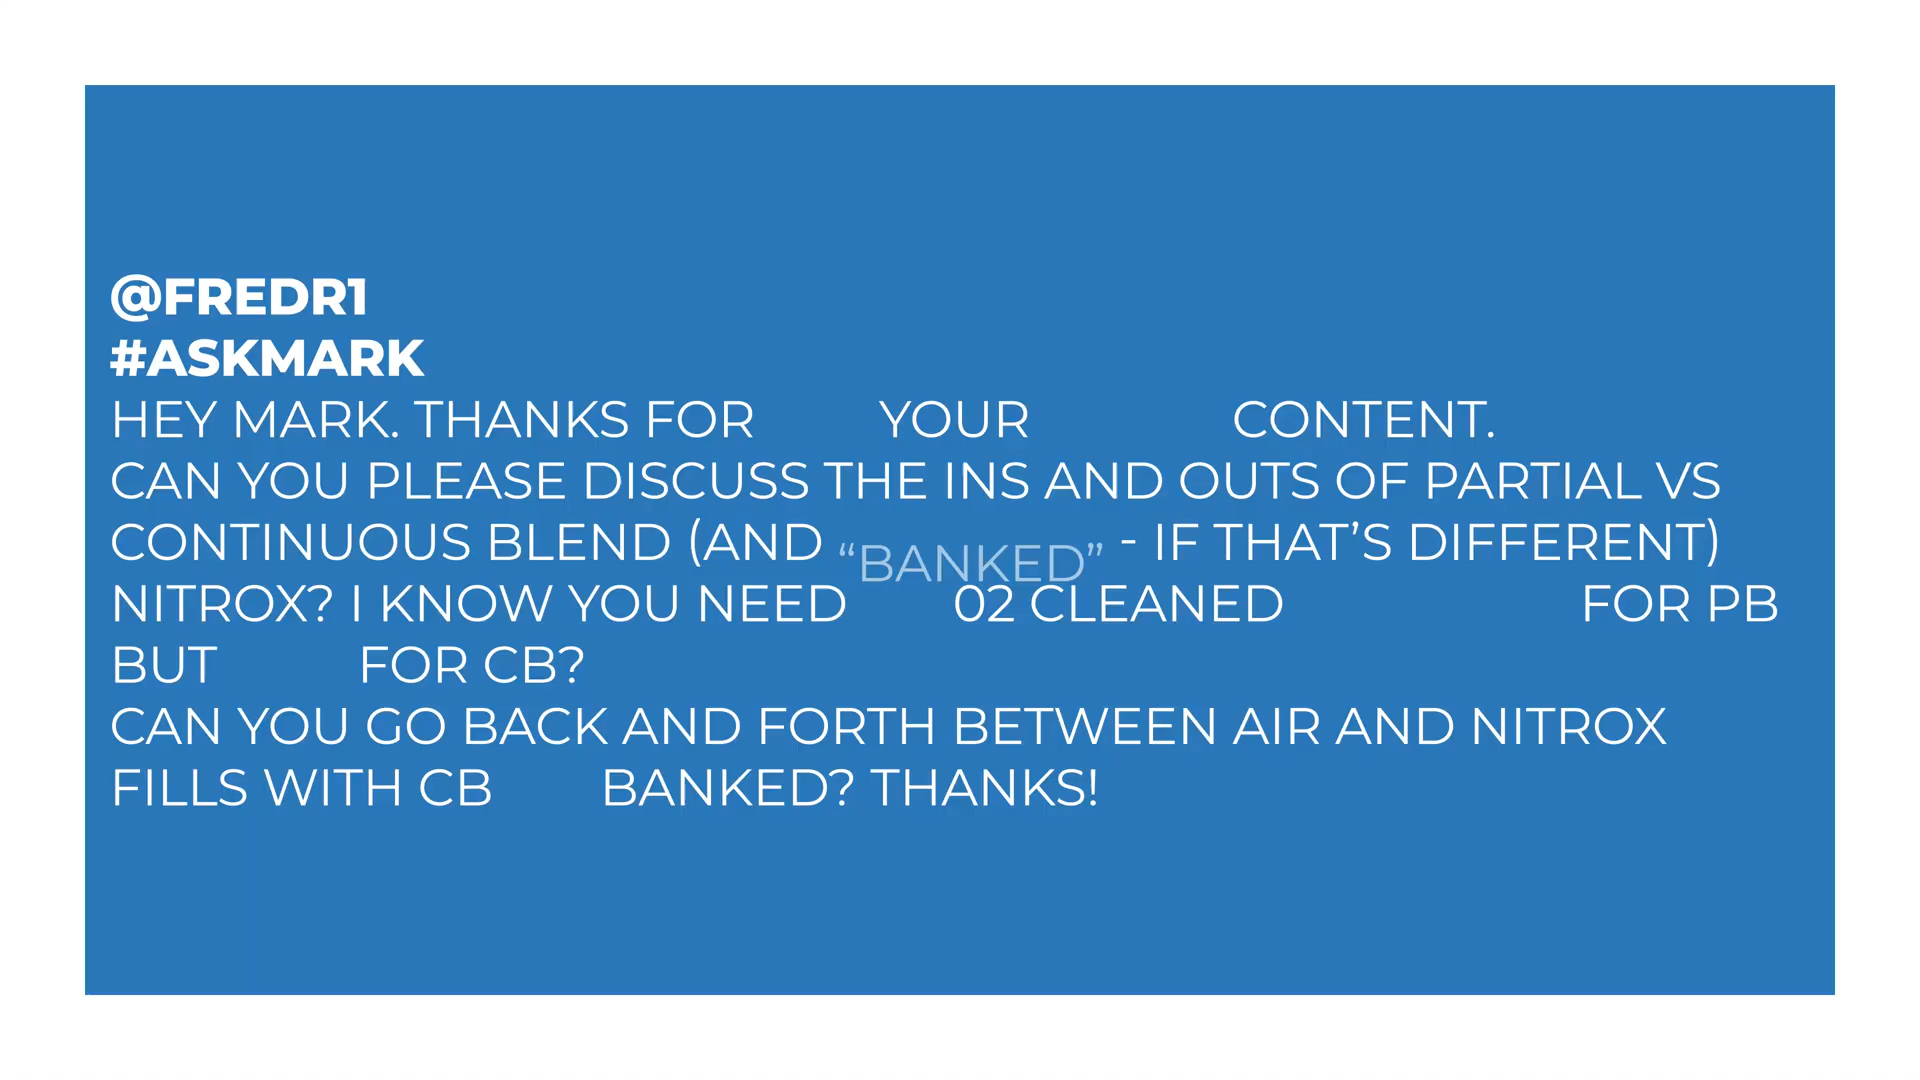 @FREDR1
#ASKMARK
HEY MARK. THANKS FOR YOUR CONTENT.
CAN YOU PLEASE DISCUSS THE INS AND OUTS OF PARTIAL VS
CONTINUOUS BLEND (AND “BANKED” - IF THAT’S DIFFERENT)
NITROX? I KNOW YOU NEED 02 CLEANED FOR PB
BUT FOR CB?
CAN YOU GO BACK AND FORTH BETWEEN AIR AND NITROX
FILLS WITH CB BANKED? THANKS!